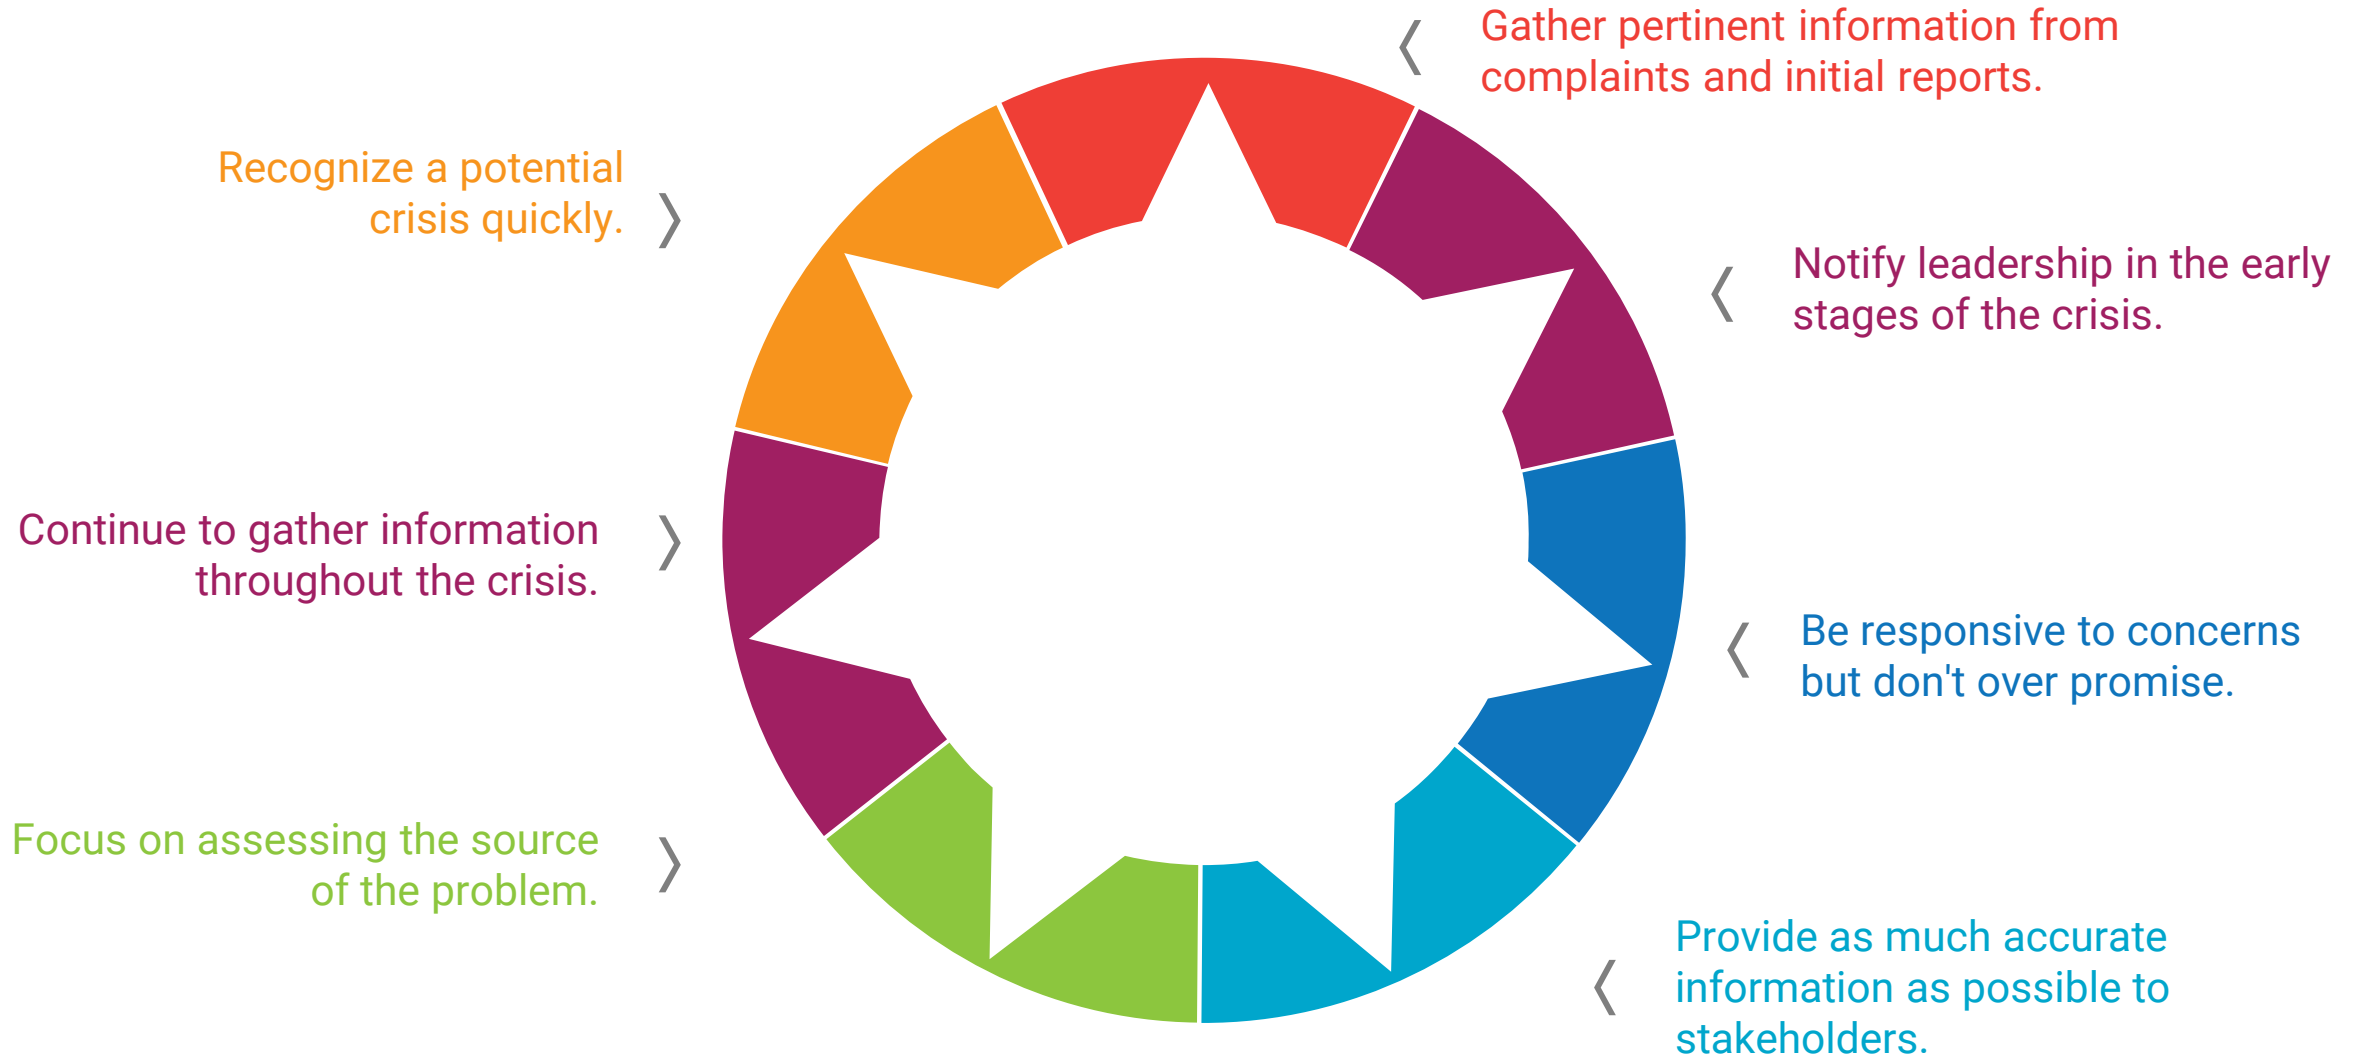 Gather pertinent information from
complaints and initial reports.
Recognize a potential
crisis quickly.
Notify leadership in the early
stages of the crisis.
Continue to gather information
throughout the crisis.
Be responsive to concerns
but don't over promise.
Focus on assessing the source
of the problem.
Provide as much accurate
information as possible to
stakeholders.